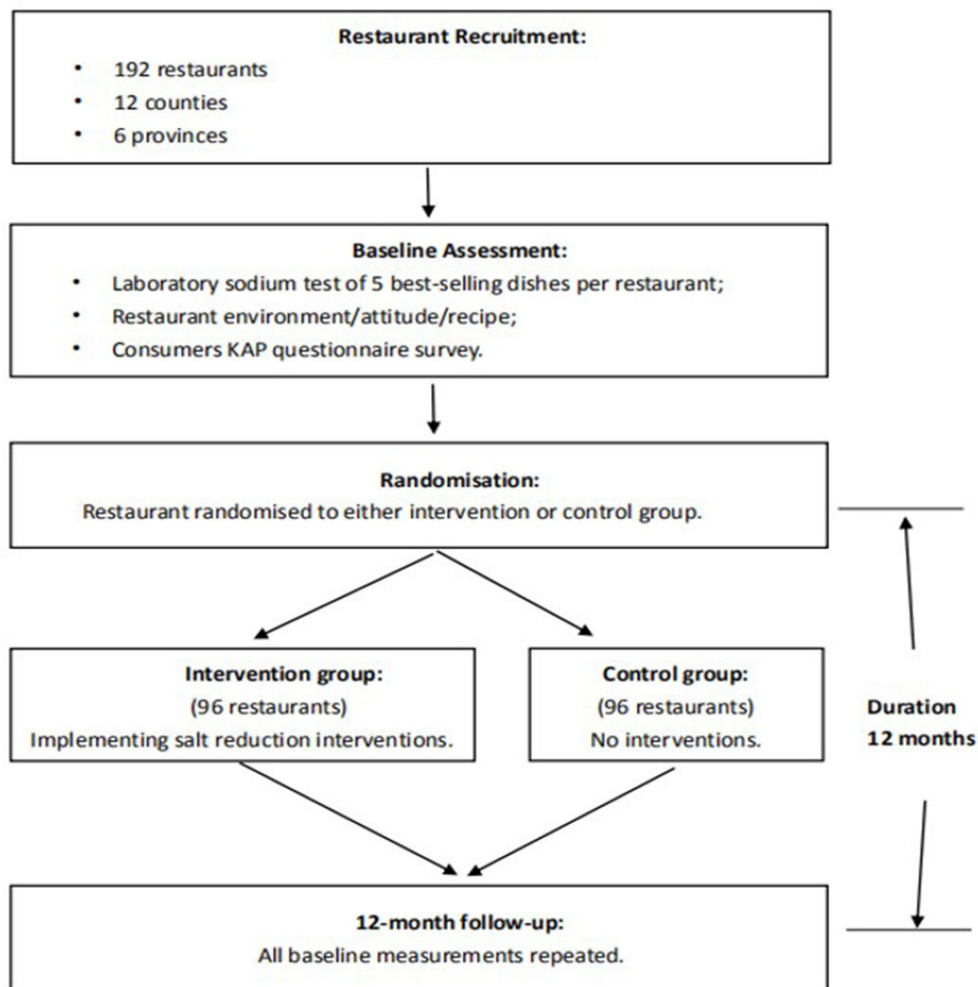 Restaurant Recruitment:
• 192 restaurants
• 12 counties
• 6 provinces
Baseline Assessment:
• Laboratory sodium test of 5 best-selling dishes per restaurant;
• Restaurant environment/attitude/recipe;
• Consumers KAP questionnaire survey.
Randomisation:
Restaurant randomised to either intervention or control group.
Intervention group:
(96 restaurants)
Implementing salt reduction interventions.
Control group:
(96 restaurants)
No interventions.
Duration
12 months
12-month follow-up:
All baseline measurements repeated.